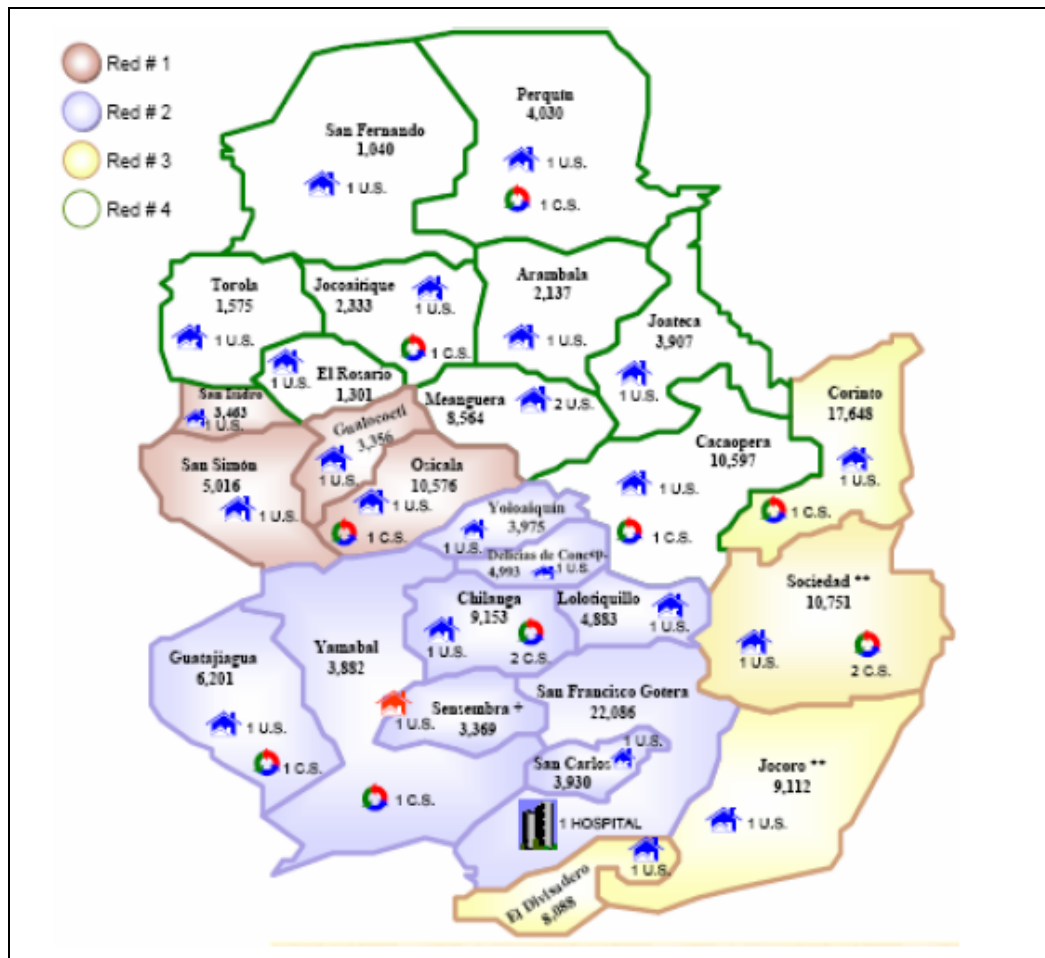 Red # 1
Red # 2
Red # 3
Red # 4
San Fernando
1,040
1 U.S.
Perquín
4,030
1 U.S.
1 C.S.
Torola
1,575
1 U.S.
Jocoaitique
2,333
1 U.S.
1 C.S.
Arambala
2,137
1 U.S.
Joateca
3,907
1 U.S.
El Rosario
1,301
1 U.S.
Meanguera
8,564
2 U.S.
Corinto
17,648
1 U.S.
1 C.S.
San Isidro
3,463
1 U.S.
Gualococti
3,356
1 U.S.
Cacaopera
10,597
1 U.S.
1 C.S.
San Simón
5,016
1 U.S.
Osicala
10,576
1 U.S.
1 C.S.
Yoloaiquín
3,975
1 U.S.
Delicias de Concep.
4,993
1 U.S.
Sociedad **
10,751
1 U.S.
2 C.S.
Chilanga
9,153
1 U.S.
2 C.S.
Lolotiquillo
4,883
1 U.S.
Guatajiagua
6,201
1 U.S.
1 C.S.
Yamabal
3,882
1 C.S.
Sensembra +
3,369
1 U.S.
San Francisco Gotera
22,086
1 HOSPITAL
San Carlos
3,930
1 U.S.
Jocoro **
9,112
1 U.S.
El Divisadero
8,088
1 U.S.